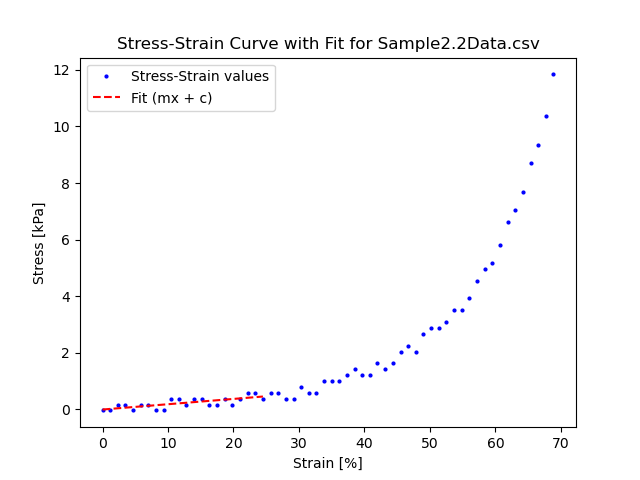 Stress-Strain Curve with Fit for Sample2.2Data.csv
Stress-Strain values
Fit (mx + c)
12
10
8
6
4
2
0
Stress [kPa]
0 10 20 30 40 50 60 70
Strain [%]